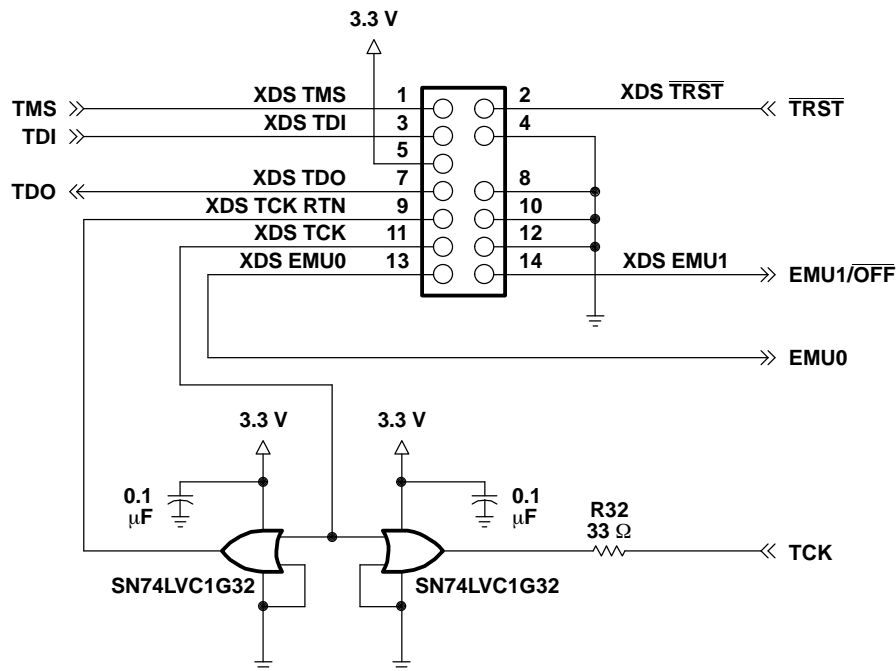 3.3 V
XDS TMS 1 2 XDS TRST
TMS TRST
XDS TDI 3 4
TDI
5
TDO XDS TDO 7 8
XDS TCK RTN 9 10
XDS TCK 11 12
XDS EMU0 13 14 XDS EMU1 EMU1/OFF
EMU0
3.3 V 3.3 V
0.1 µF
0.1 µF
R32
33 Ω
TCK
SN74LVC1G32 SN74LVC1G32